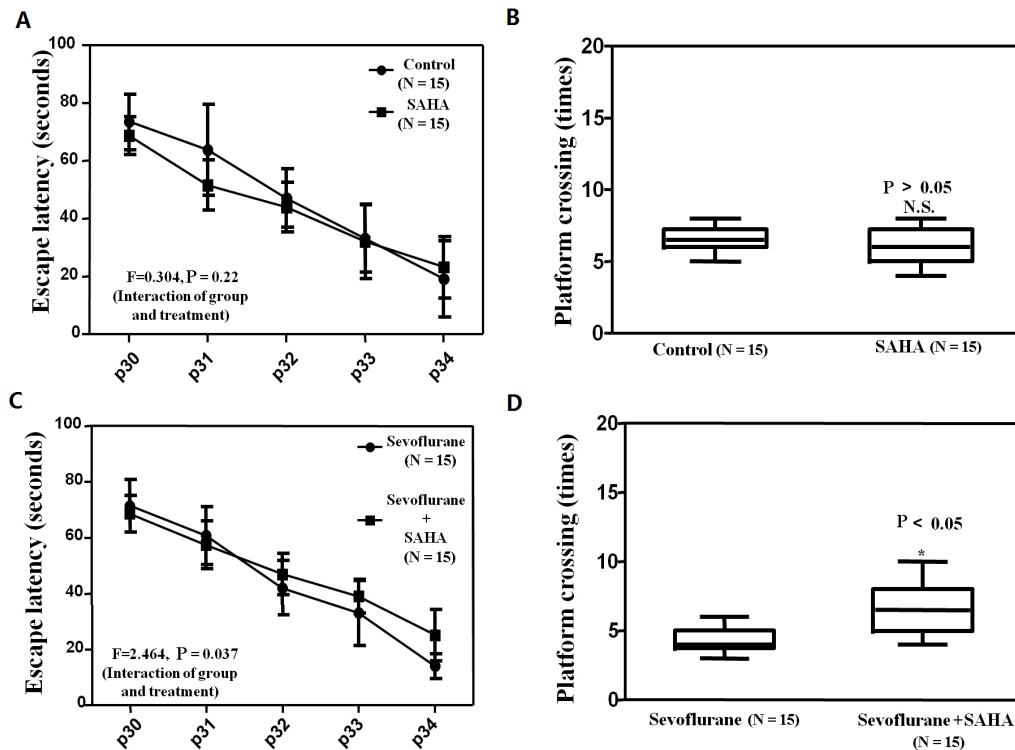 A
Escape latency (seconds)
100
80
60
40
20
0
Control
(N = 15)
SAHA
(N = 15)
F=0.304, P = 0.22
(Interaction of group
and treatment)
p30
p31
p32
p33
p34
B
Platform crossing (times)
20
15
10
5
0
P > 0.05
N.S.
Control (N = 15)
SAHA (N = 15)
C
Escape latency (seconds)
100
80
60
40
20
0
Sevoflurane
(N = 15)
Sevoflurane
+
SAHA
(N = 15)
F=2.464, P = 0.037
(Interaction of group
and treatment)
p30
p31
p32
p33
p34
D
Platform crossing (times)
20
15
10
5
0
P < 0.05
*
Sevoflurane (N = 15)
Sevoflurane+SAHA
(N = 15)